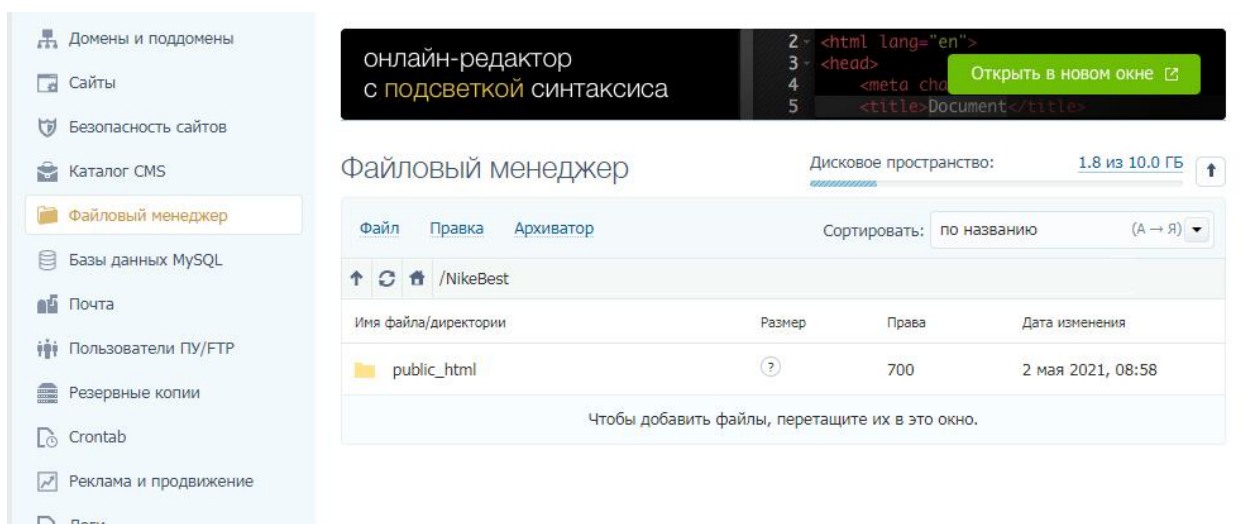 Домены и поддомены
Сайты
Безопасность сайтов
Каталог CMS
Файловый менеджер
Базы данных MySQL
Почта
Пользователи ПУ/FTP
Резервные копии
Crontab
Реклама и продвижение
онлайн-редактор
с подсветкой синтаксиса
2 <html lang="en">
3 <head>
4 <meta cha
5 <title>Document</title>
Открыть в новом окне
Файловый менеджер
Дисковое пространство: 1.8 из 10.0 ГБ
Файл Правка Архиватор Сортировать: по названию (А → Я)
/NikeBest
Имя файла/директории Размер Права Дата изменения
public_html ? 700 2 мая 2021, 08:58
Чтобы добавить файлы, перетащите их в это окно.